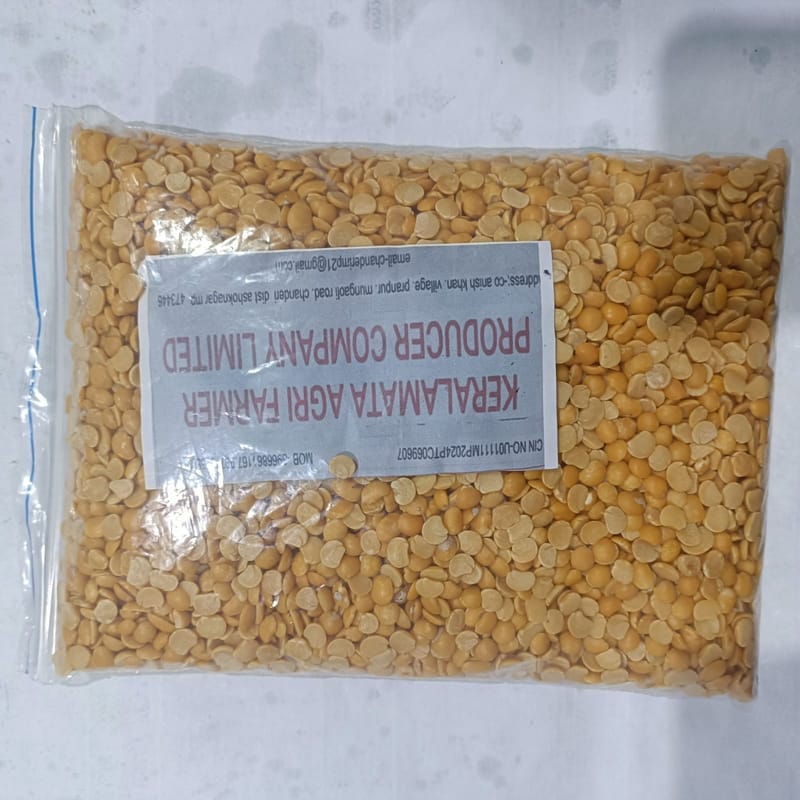 CIN NO-U01111MP2024PTC069607 MOB-
KERALAMATA AGRI FARMER
PRODUCER COMPANY LIMITED
ddress,-co anish khan .village. pranpur. mungaoli road. chanderi dist ashoknagar mp 473446
email-chanderimp21@gmail.com